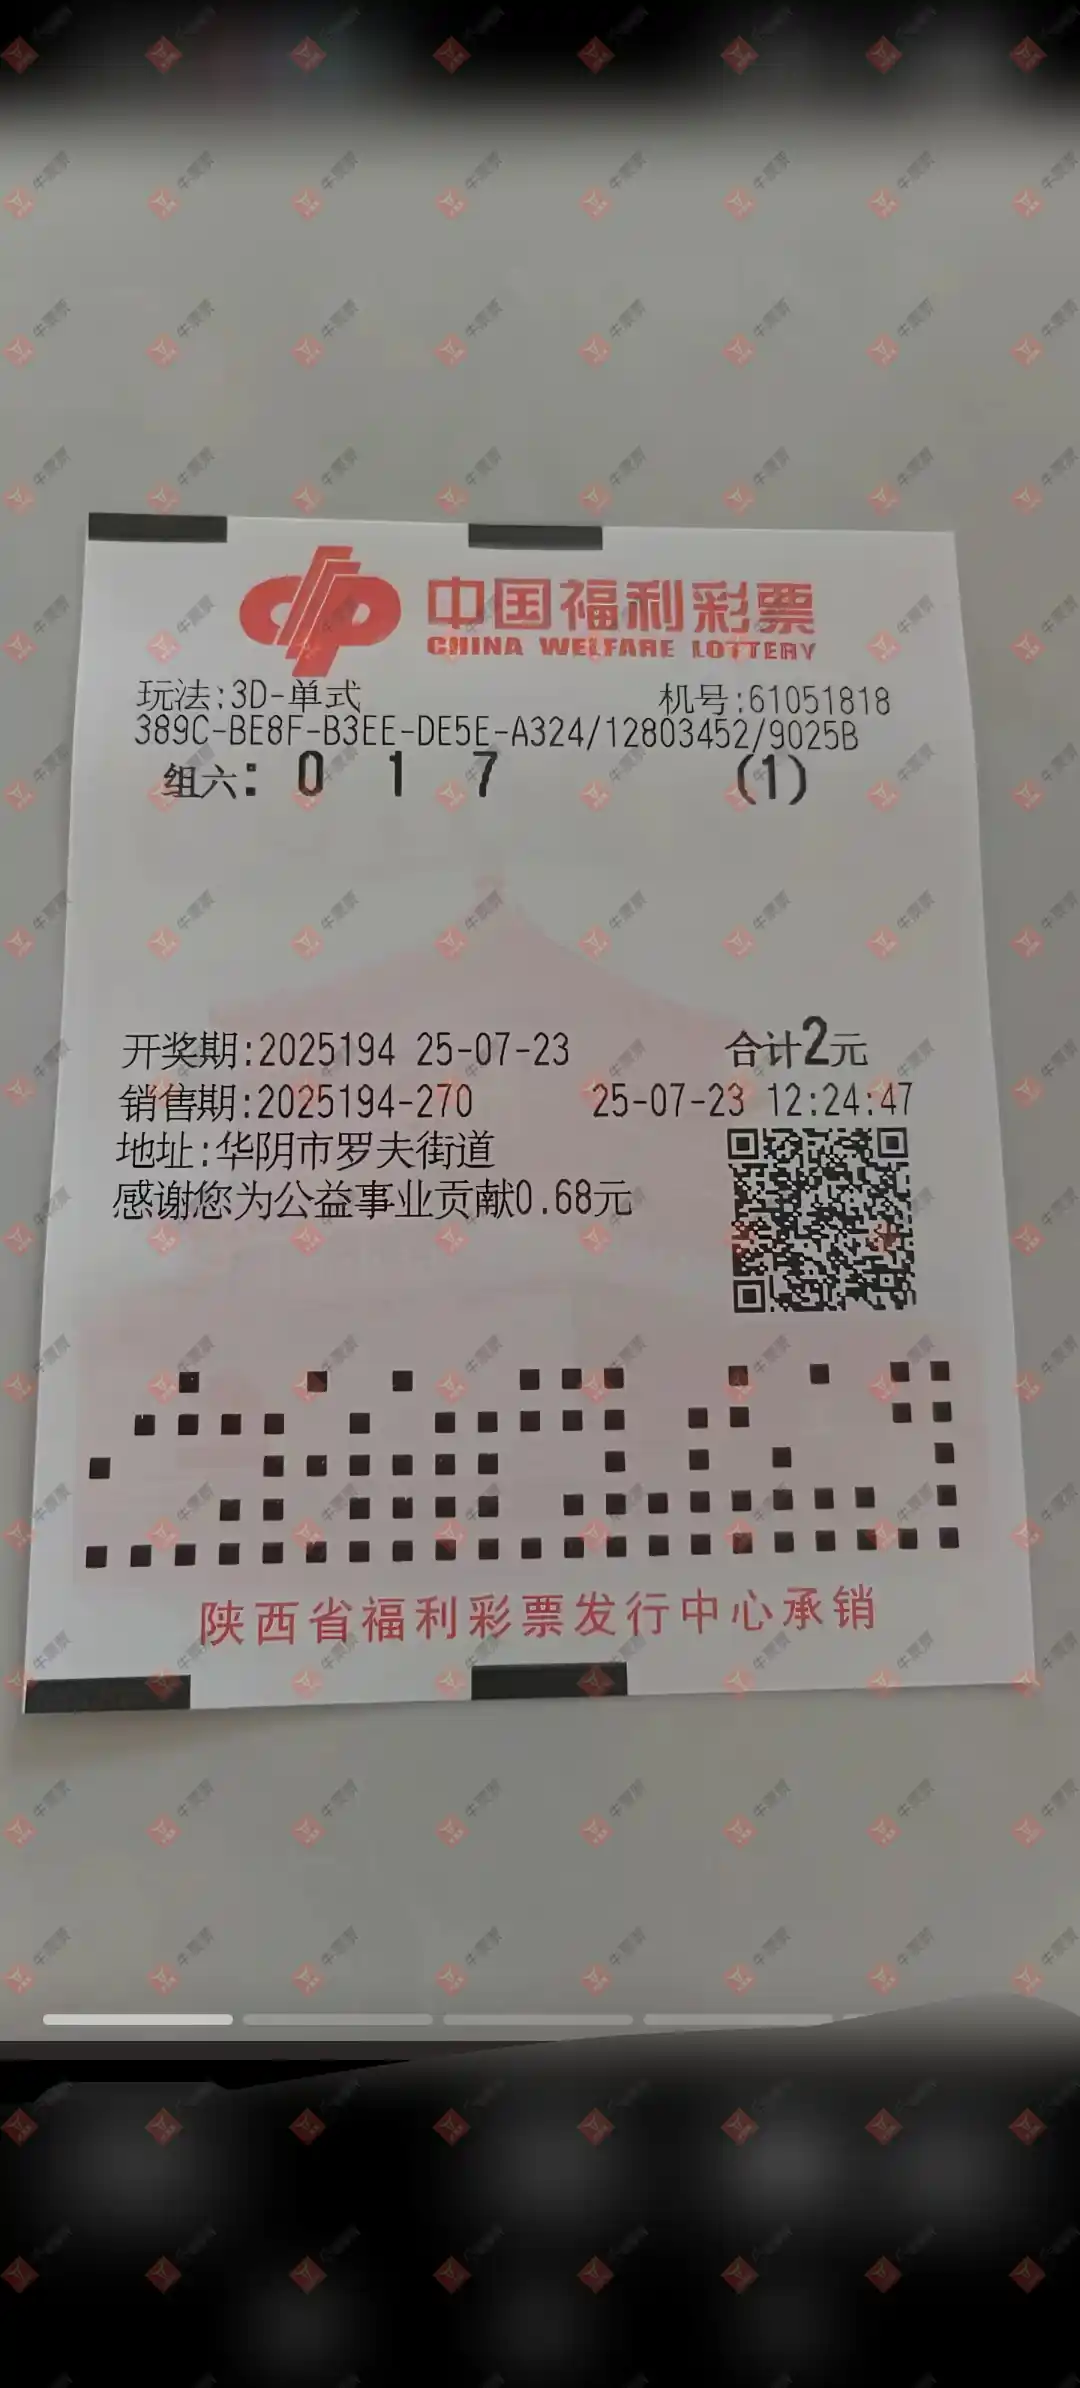 中国福利彩票
CHINA WELFARE LOTTERY
玩法:3D-单式 机号:61051818
389C-BE8F-B3EE-DE5E-A324/12803452/9025B
组六: 0 1 7 (1)
开奖期:2025194 25-07-23 合计2元
销售期:2025194-270 25-07-23 12:24:47
地址:华阴市罗夫街道
感谢您为公益事业贡献0.68元
陕西省福利彩票发行中心承销
牛票票